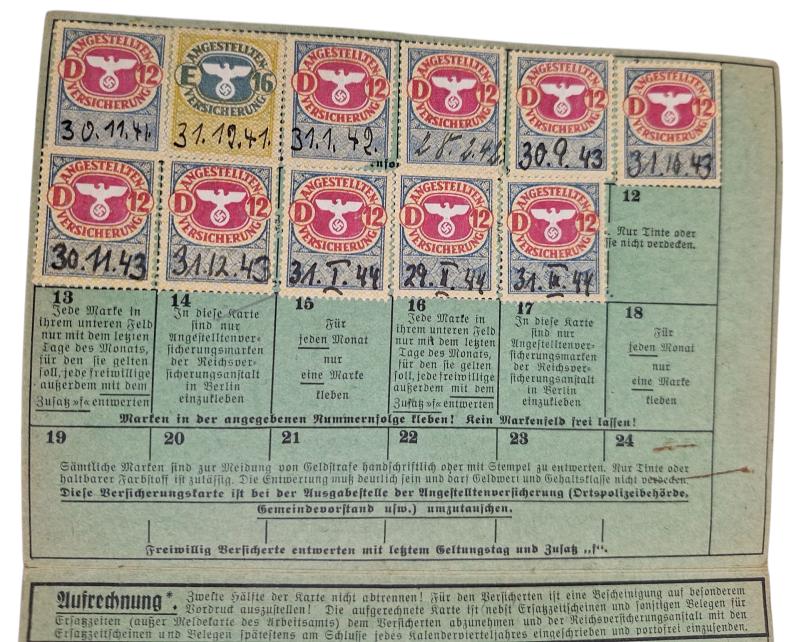 ANGESTELLTEN D 12 VERSICHERUNG 30.11.41.
ANGESTELLTEN E 16 VERSICHERUNG 31.12.41.
ANGESTELLTEN D 12 VERSICHERUNG 31.1.42.
ANGESTELLTEN D 12 VERSICHERUNG 28.2.42.
ANGESTELLTEN D 12 VERSICHERUNG 30.9.43
ANGESTELLTEN D 12 VERSICHERUNG 31.10.43
ANGESTELLTEN D 12 VERSICHERUNG 30.11.43
ANGESTELLTEN D 12 VERSICHERUNG 31.12.43
ANGESTELLTEN D 12 VERSICHERUNG 31.I.44
ANGESTELLTEN D 12 VERSICHERUNG 29.II.44
ANGESTELLTEN D 12 VERSICHERUNG 31.III.44
12
Nur Tinte oder
nicht verdecken.
13
Jede Marke in
ihrem unteren Feld
nur mit dem letzten
Tage des Monats,
für den sie gelten
soll, jede freiwillige
außerdem mit dem
Zusatz »f« entwerten
14
In diese Karte
sind nur
Angestelltenver-
sicherungsmarken
der Reichsver-
sicherungsanstalt
in Berlin
einzukleben
15
Für
jeden Monat
nur
eine Marke
kleben
16
Jede Marke in
ihrem unteren Feld
nur mit dem letzten
Tage des Monats,
für den sie gelten
soll, jede freiwillige
außerdem mit dem
Zusatz »f« entwerten
17
In diese Karte
sind nur
Angestelltenver-
sicherungsmarken
der Reichsver-
sicherungsanstalt
in Berlin
einzukleben
18
Für
jeden Monat
nur
eine Marke
kleben
Marken in der angegebenen Nummernfolge kleben! Kein Markenfeld frei lassen!
19 20 21 22 23 24
Sämtliche Marken sind zur Meidung von Geldstrafe handschriftlich oder mit Stempel zu entwerten. Nur Tinte oder
haltbarer Farbstoff ist zulässig. Die Entwertung muß deutlich sein und darf Geldwert und Gehaltsklasse nicht verdecken.
Diese Versicherungskarte ist bei der Ausgabestelle der Angestelltenversicherung (Ortspolizeibehörde,
Gemeindevorstand usw.) umzutauschen.
Freiwillig Versicherte entwerten mit letztem Geltungstag und Zusatz „f“.
Aufrechnung*. Zweite Hälfte der Karte nicht abtrennen! Für den Versicherten ist eine Bescheinigung auf besonderem
Vordruck auszustellen! Die aufgerechnete Karte ist nebst Ersatzzeitscheinen und sonstigen Belegen für
Ersatzzeiten (außer Meldekarte des Arbeitsamts) dem Versicherten abzunehmen und der Reichsversicherungsanstalt mit den
Ersatzzeitscheinen und Belegen spätestens am Schlusse jedes Kalendervierteljahres eingeschrieben und portofrei einzusenden.